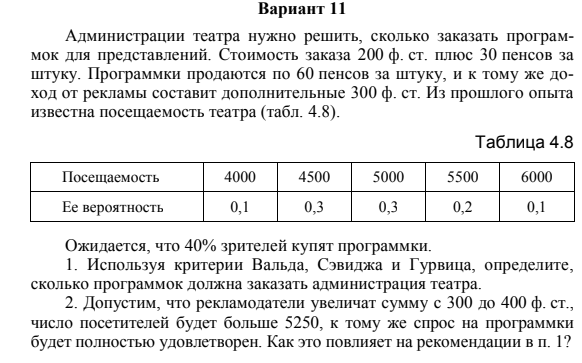 Вариант 11
Администрации театра нужно решить, сколько заказать програм-
мок для представлений. Стоимость заказа 200 ф. ст. плюс 30 пенсов за
штуку. Программки продаются по 60 пенсов за штуку, и к тому же до-
ход от рекламы составит дополнительные 300 ф. ст. Из прошлого опыта
известна посещаемость театра (табл. 4.8).
Таблица 4.8
Посещаемость 4000 4500 5000 5500 6000
Ее вероятность 0,1 0,3 0,3 0,2 0,1
Ожидается, что 40% зрителей купят программки.
1. Используя критерии Вальда, Сэвиджа и Гурвица, определите,
сколько программок должна заказать администрация театра.
2. Допустим, что рекламодатели увеличат сумму с 300 до 400 ф. ст.,
число посетителей будет больше 5250, к тому же спрос на программки
будет полностью удовлетворен. Как это повлияет на рекомендации в п. 1?